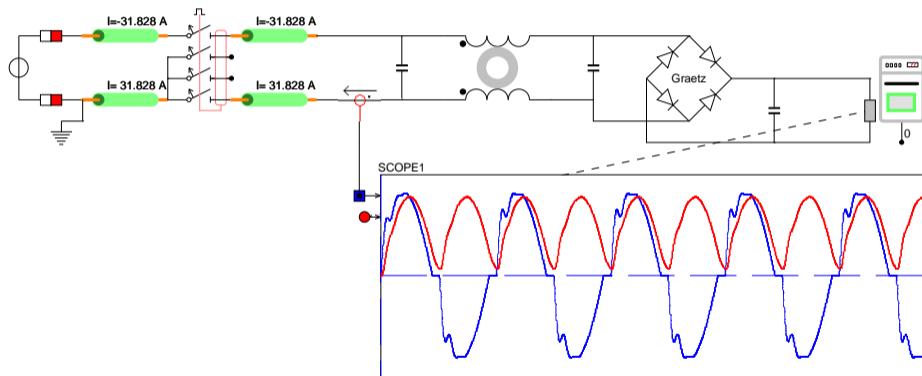 I=-31.828 A
I=-31.828 A
I= 31.828 A
I= 31.828 A
Graetz
0
SCOPE1